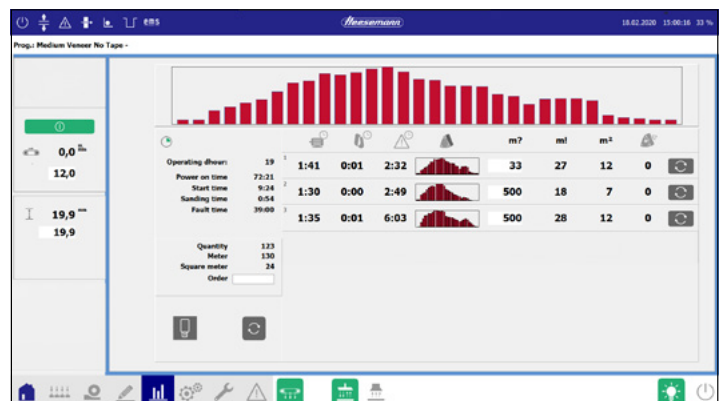 ems
Heesemann
18.02.2020 15:00:16 33 %
Prog.: Medium Veneer No Tape -
0,0
12,0
19,9 mm
19,9
m? m! m²
Operating dhour: 19
Power on time 72:21
Start time 9:24
Sanding time 0:54
Fault time 39:00
1 1:41 0:01 2:32 33 27 12 0
2 1:30 0:00 2:49 500 18 7 0
3 1:35 0:01 6:03 500 28 12 0
Quantity 123
Meter 130
Square meter 24
Order